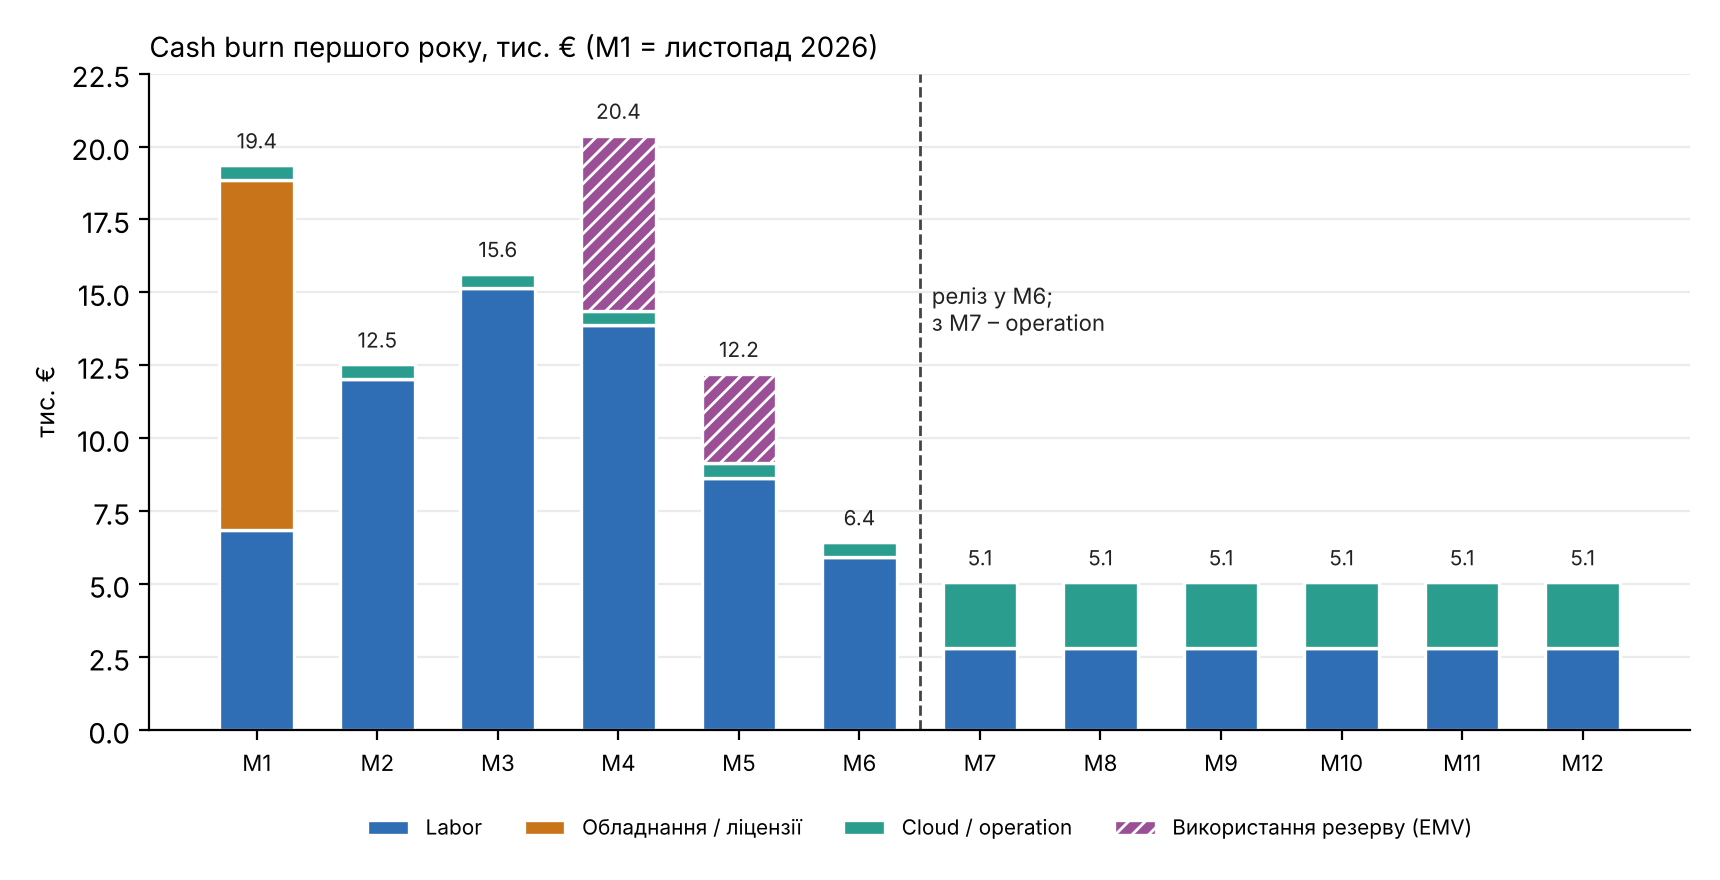 Cash burn першого року, тис. € (М1 = листопад 2026)
тис. €
22.5
20.0
17.5
15.0
12.5
10.0
7.5
5.0
2.5
0.0
19.4
12.5
15.6
20.4
12.2
6.4
5.1
5.1
5.1
5.1
5.1
5.1
реліз у М6;
з М7 – operation
M1
M2
M3
M4
M5
M6
M7
M8
M9
M10
M11
M12
Labor
Обладнання / ліцензії
Cloud / operation
Використання резерву (EMV)